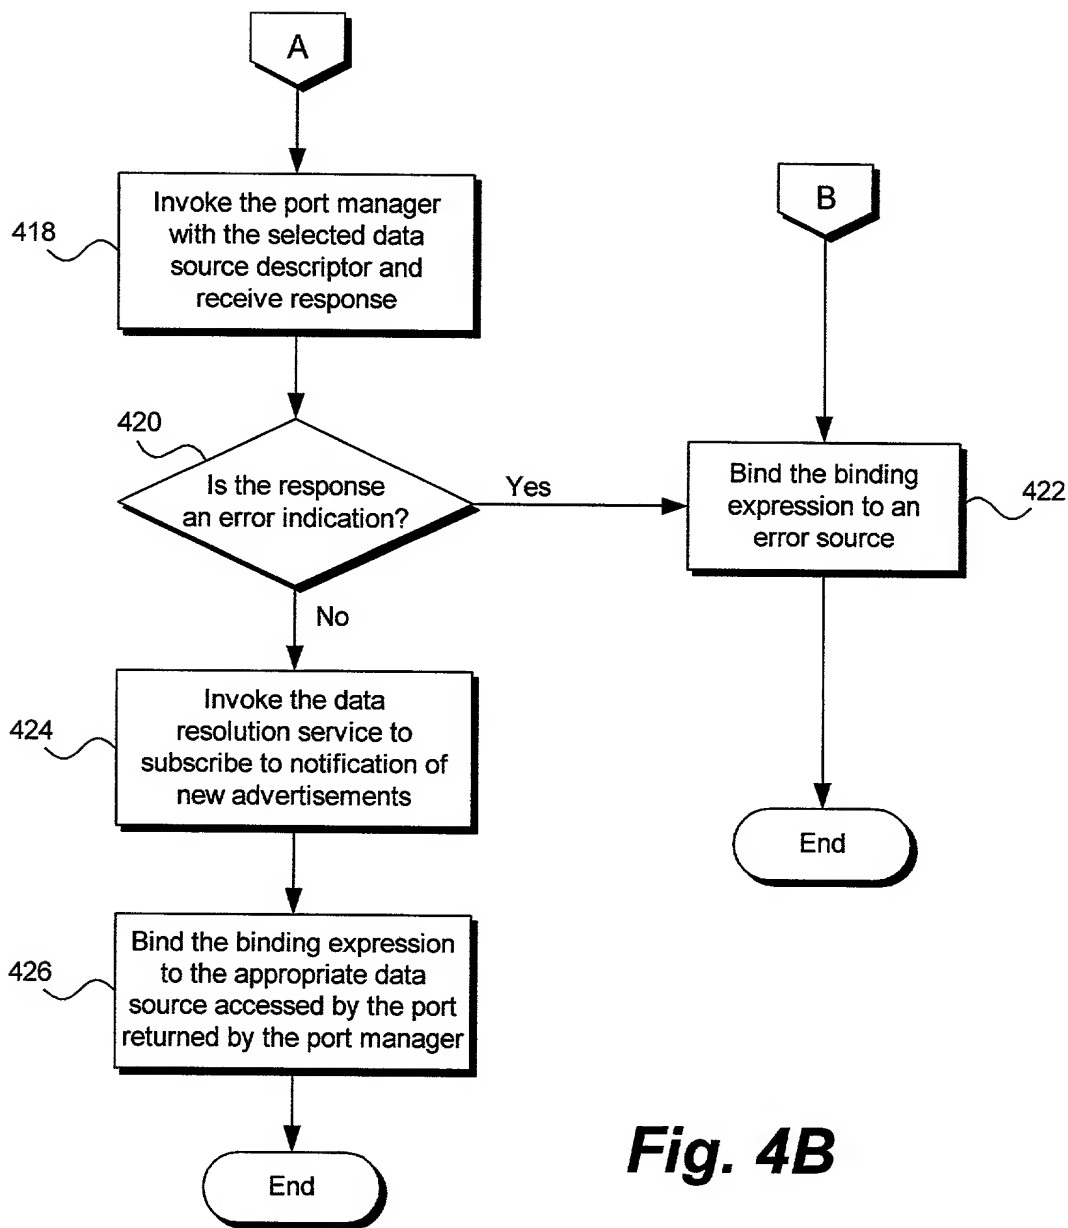 A
418
Invoke the port manager
with the selected data
source descriptor and
receive response
B
420
Is the response
an error indication?
Yes
Bind the binding
expression to an
error source
422
No
424
Invoke the data
resolution service to
subscribe to notification of
new advertisements
End
426
Bind the binding expression
to the appropriate data
source accessed by the port
returned by the port manager
End
Fig. 4B